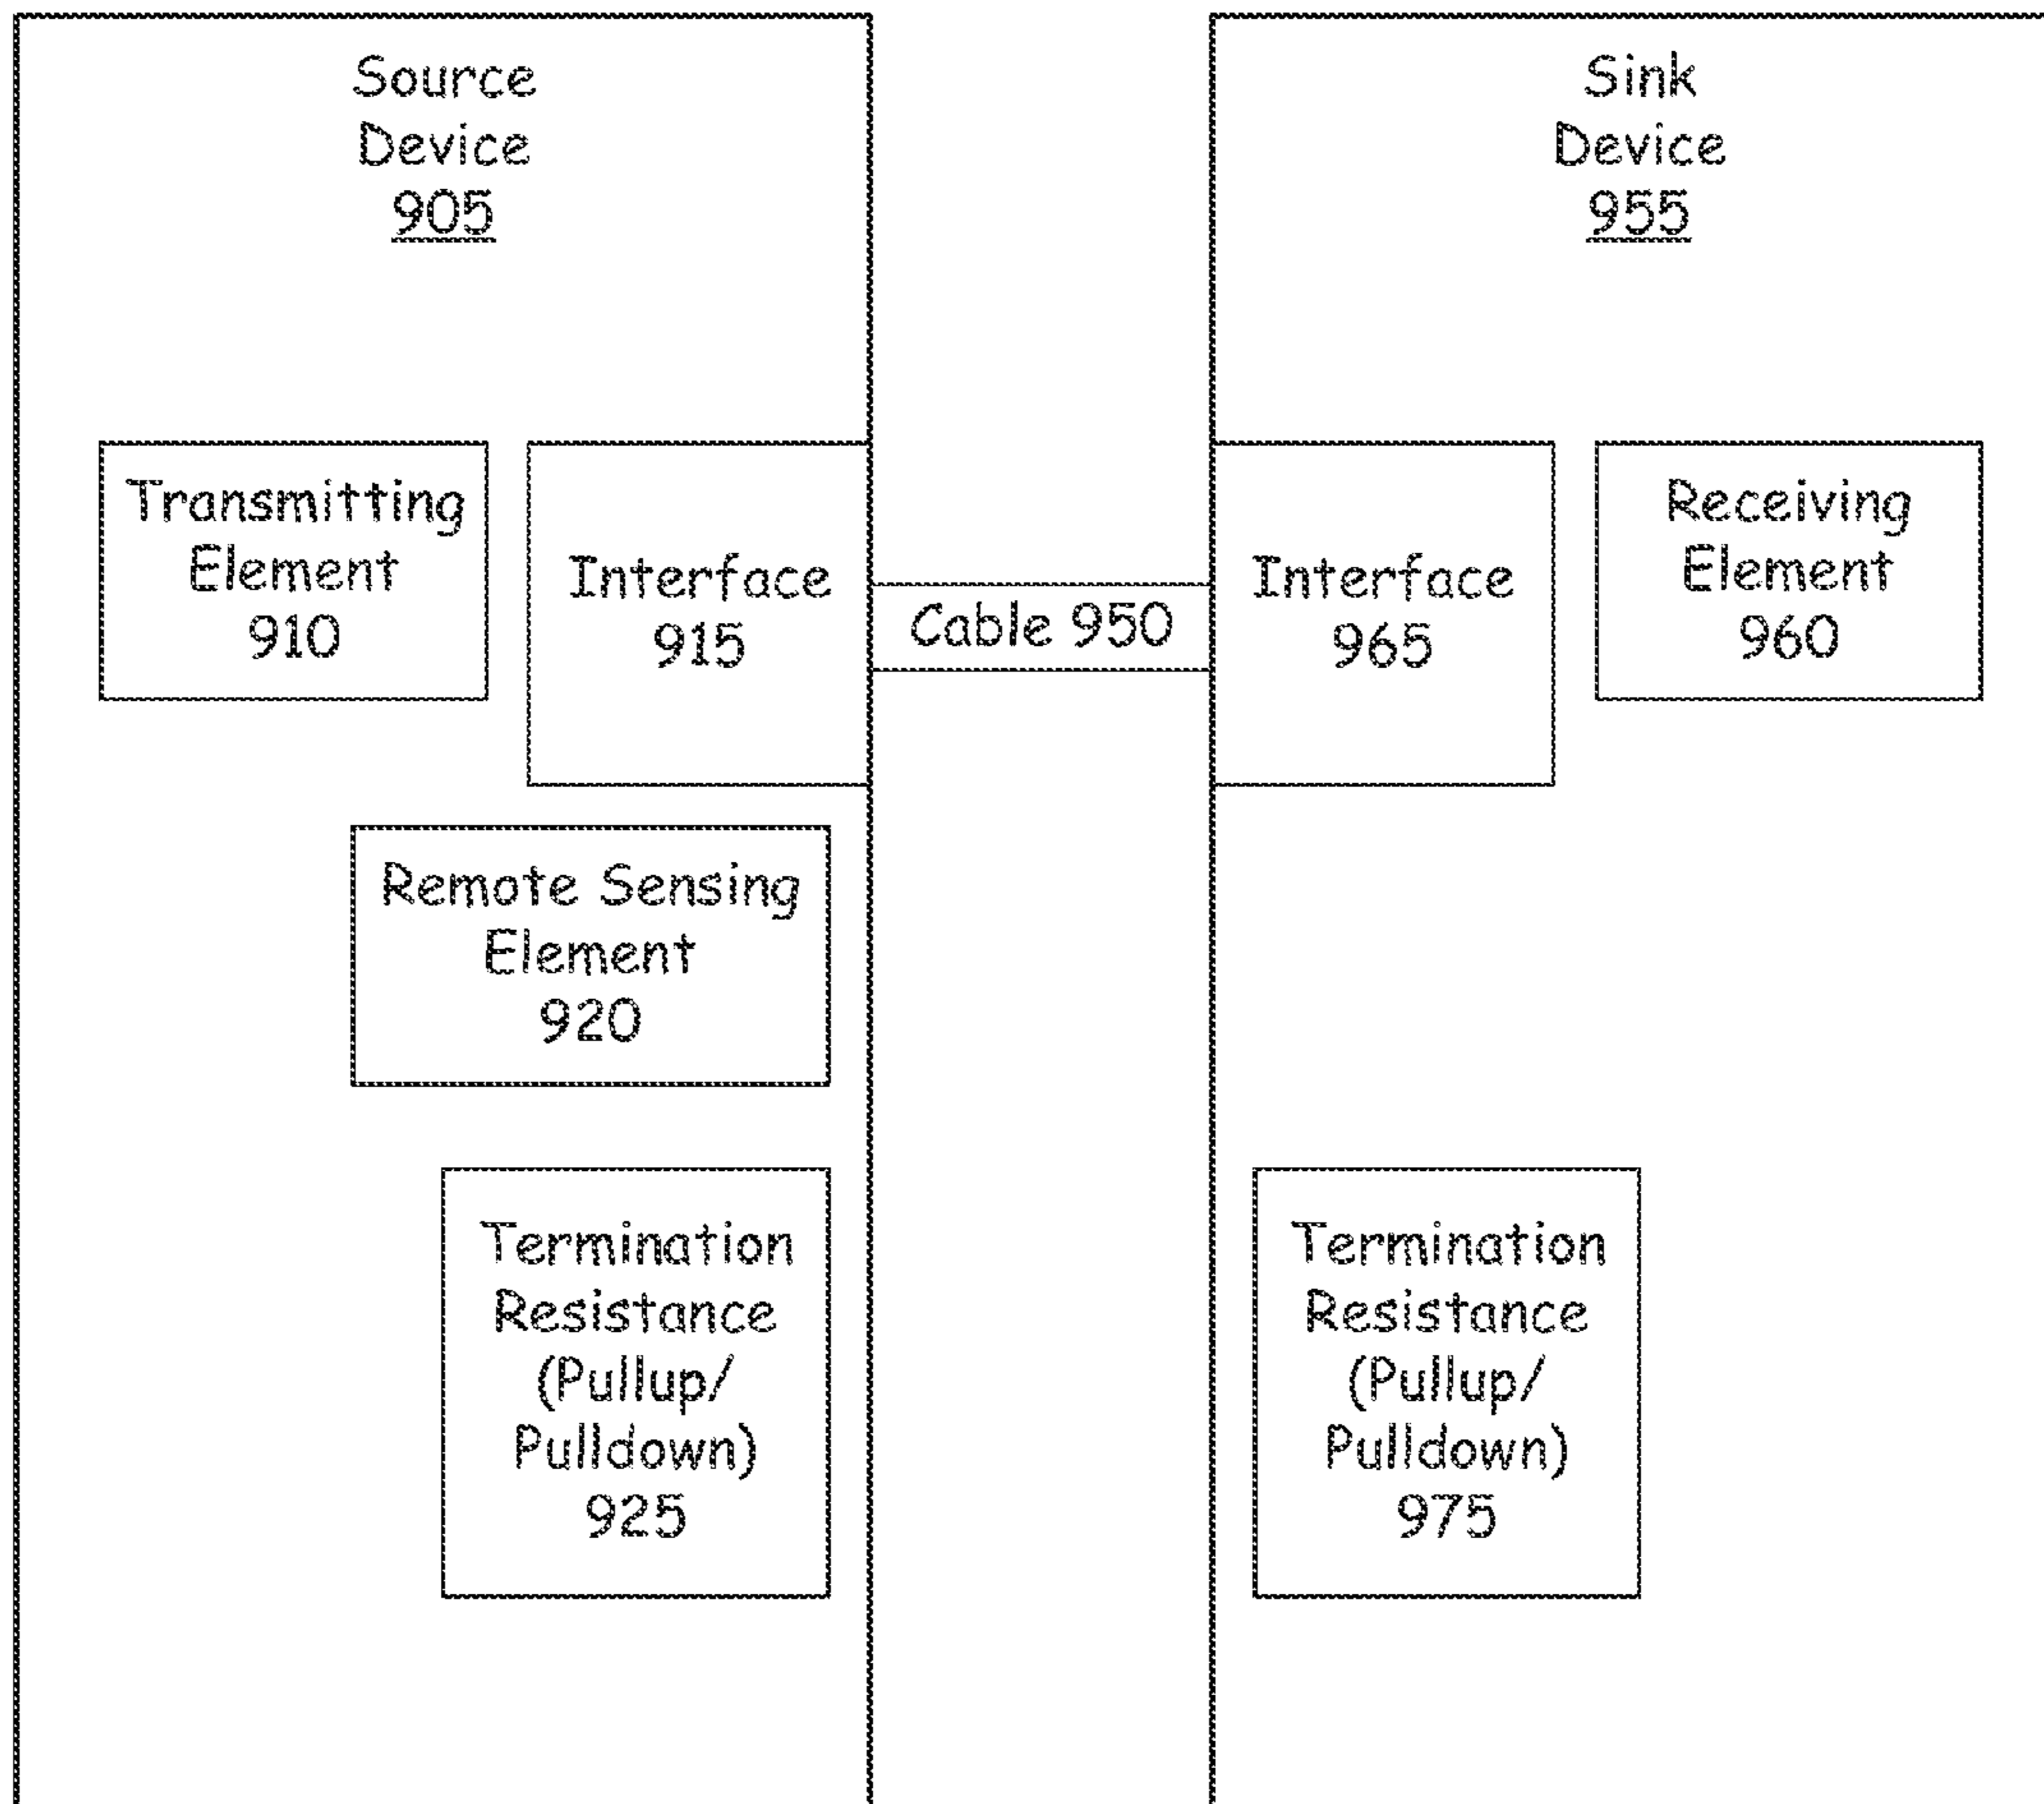 Source
Device
905
Sink
Device
955
Transmitting
Element
910
Interface
915
Cable 950
Interface
965
Receiving
Element
960
Remote Sensing
Element
920
Termination
Resistance
(Pullup/
Pulldown)
925
Termination
Resistance
(Pullup/
Pulldown)
975